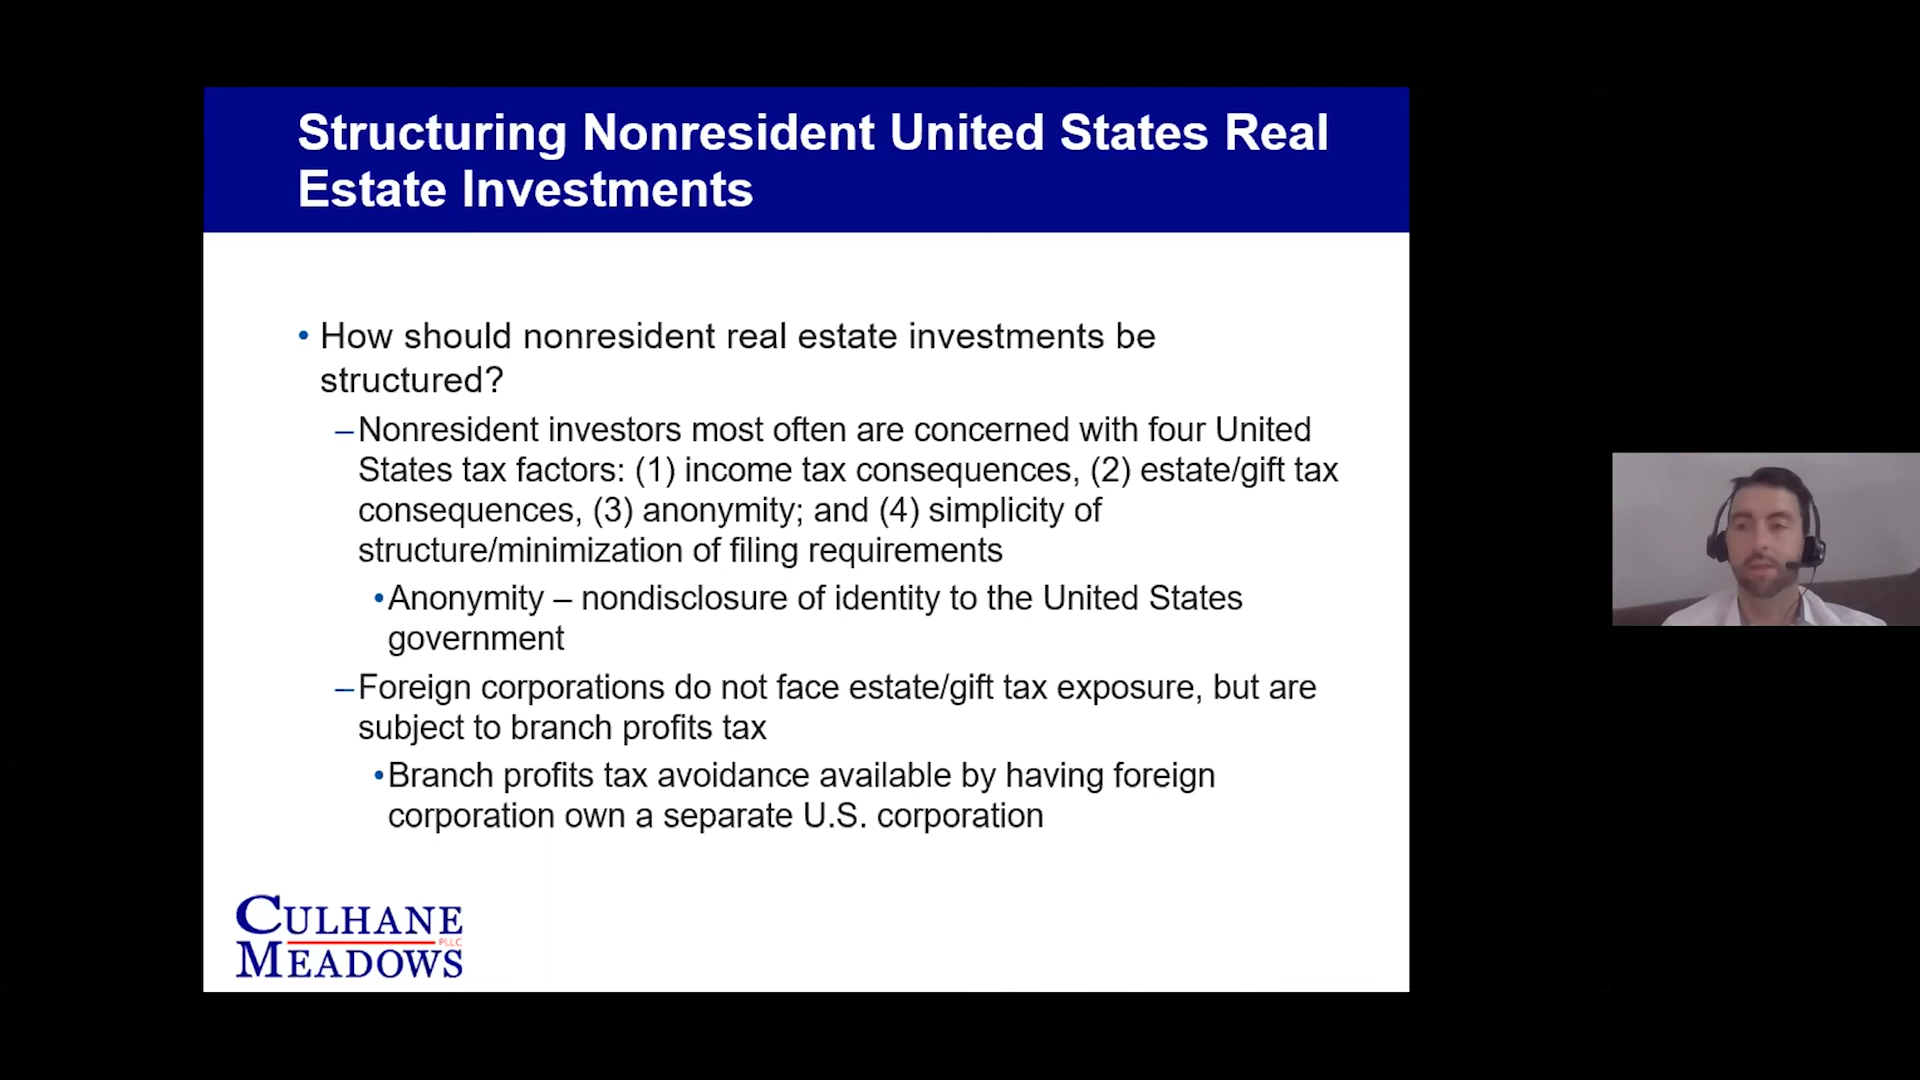 Structuring Nonresident United States Real
Estate Investments
• How should nonresident real estate investments be
structured?
–Nonresident investors most often are concerned with four United
States tax factors: (1) income tax consequences, (2) estate/gift tax
consequences, (3) anonymity; and (4) simplicity of
structure/minimization of filing requirements
•Anonymity – nondisclosure of identity to the United States
government
–Foreign corporations do not face estate/gift tax exposure, but are
subject to branch profits tax
•Branch profits tax avoidance available by having foreign
corporation own a separate U.S. corporation
CULHANE
PLLC
MEADOWS